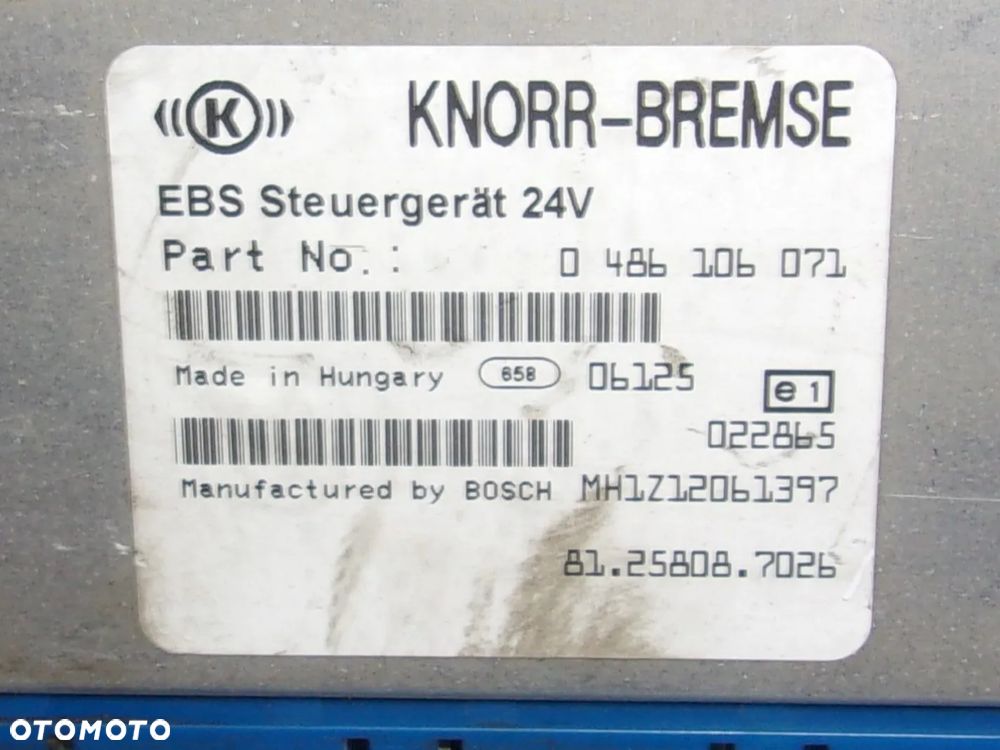 K KNORR-BREMSE
EBS Steuergerät 24V
Part No.: 0 486 106 071
Made in Hungary 658 06125 e1
022865
Manufactured by BOSCH MH1Z12061397
81.25808.7026
OTOMOTO